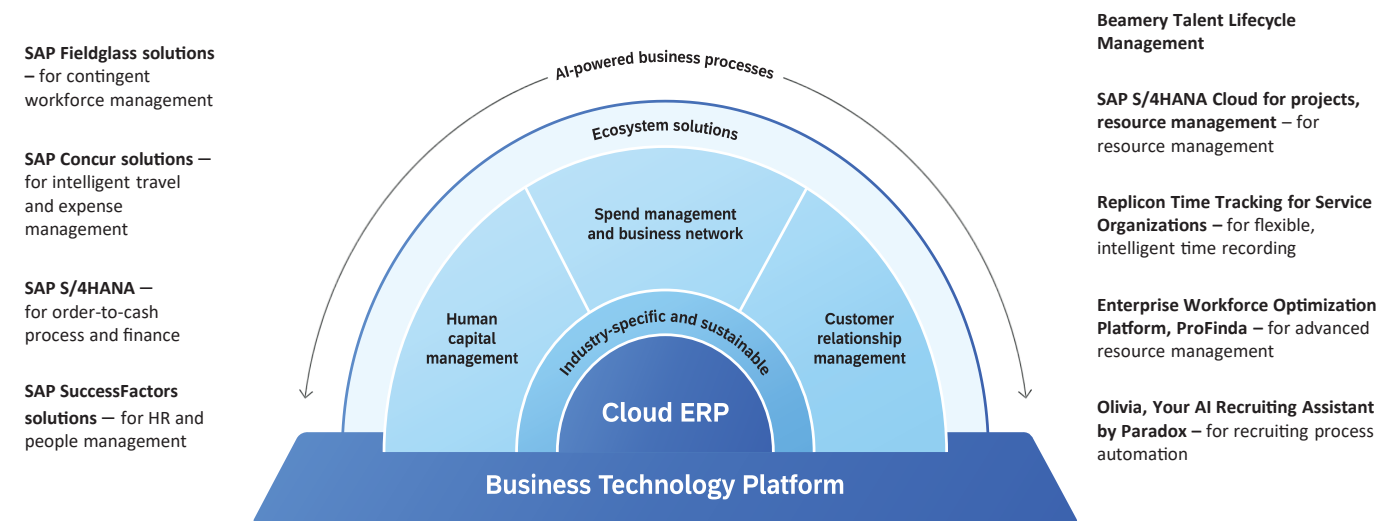 SAP Fieldglass solutions
– for contingent
workforce management
SAP Concur solutions —
for intelligent travel
and expense
management
SAP S/4HANA —
for order-to-cash
process and finance
SAP SuccessFactors
solutions — for HR and
people management
AI-powered business processes
Ecosystem solutions
Spend management
and business network
Human
capital
management
Industry-specific and sustainable
Customer
relationship
management
Cloud ERP
Business Technology Platform
Beamery Talent Lifecycle
Management
SAP S/4HANA Cloud for projects,
resource management – for
resource management
Replicon Time Tracking for Service
Organizations – for flexible,
intelligent time recording
Enterprise Workforce Optimization
Platform, ProFinda – for advanced
resource management
Olivia, Your AI Recruiting Assistant
by Paradox – for recruiting process
automation